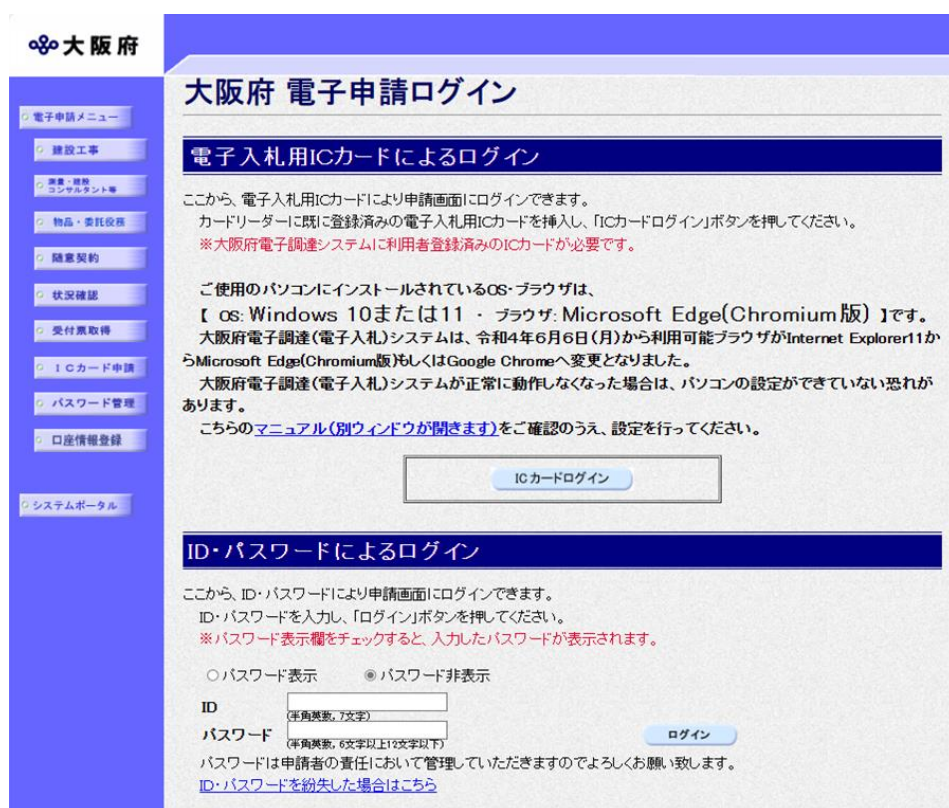 大阪府
電子申請メニュー
建設工事
測量・建設
コンサルタント等
物品・委託役務
随意契約
状況確認
受付票取得
ICカード申請
パスワード管理
口座情報登録
システムポータル
大阪府 電子申請ログイン
電子入札用ICカードによるログイン
ここから、電子入札用ICカードにより申請画面にログインできます。
カードリーダーに既に登録済みの電子入札用ICカードを挿入し、「ICカードログイン」ボタンを押してください。
※大阪府電子調達システムに利用者登録済みのICカードが必要です。
ご使用のパソコンにインストールされているOS・ブラウザは、
【 OS: Windows 10または11 ・ ブラウザ: Microsoft Edge(Chromium版) 】です。
大阪府電子調達(電子入札)システムは、令和4年6月6日(月)から利用可能ブラウザがInternet Explorer11か
らMicrosoft Edge(Chromium版)もしくはGoogle Chromeへ変更となりました。
大阪府電子調達(電子入札)システムが正常に動作しなくなった場合は、パソコンの設定ができていない恐れが
あります。
こちらのマニュアル(別ウィンドウが開きます)をご確認のうえ、設定を行ってください。
ICカードログイン
ID・パスワードによるログイン
ここから、ID・パスワードにより申請画面にログインできます。
ID・パスワードを入力し、「ログイン」ボタンを押してください。
※パスワード表示欄をチェックすると、入力したパスワードが表示されます。
パスワード表示 パスワード非表示
ID
(半角英数, 7文字)
パスワード
(半角英数, 6文字以上12文字以下)
ログイン
パスワードは申請者の責任において管理していただきますのでよろしくお願い致します。
ID・パスワードを紛失した場合はこちら